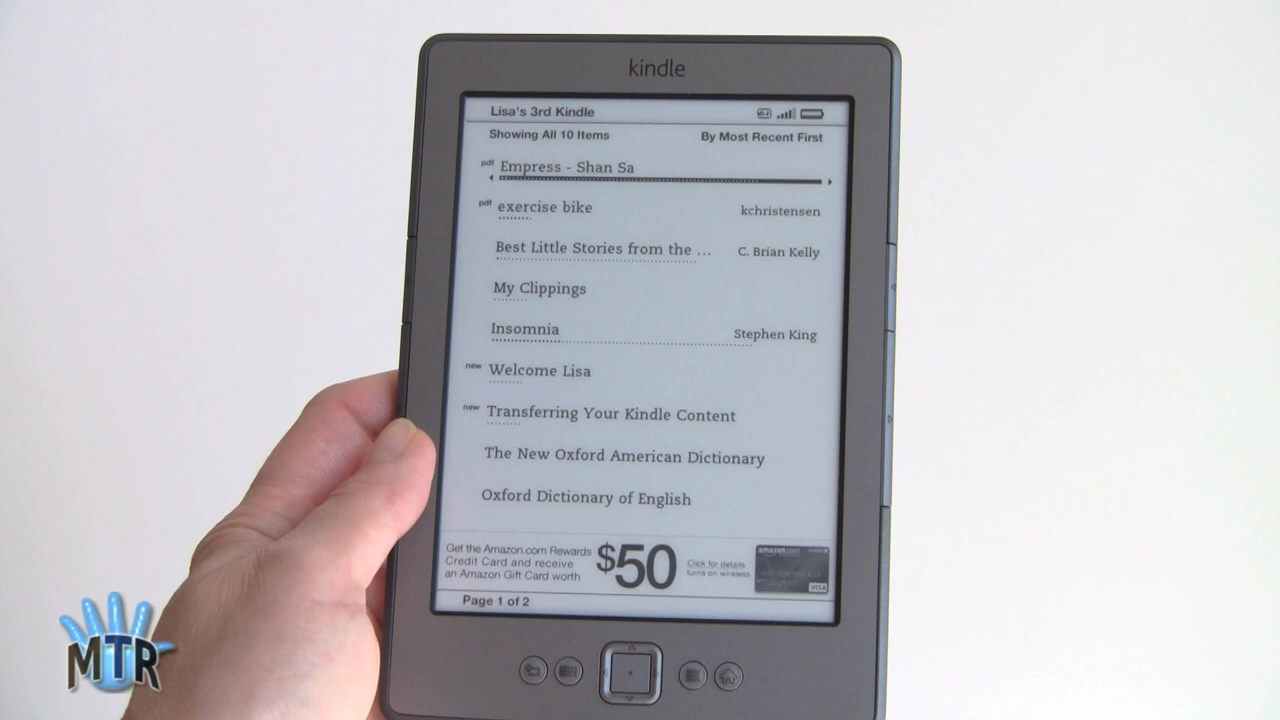 kindle
Lisa's 3rd Kindle
Showing All 10 Items By Most Recent First
pdf Empress - Shan Sa
pdf exercise bike kchristensen
Best Little Stories from the ... C. Brian Kelly
My Clippings
Insomnia Stephen King
new Welcome Lisa
new Transferring Your Kindle Content
The New Oxford American Dictionary
Oxford Dictionary of English
Get the Amazon.com Rewards
Credit Card and receive
an Amazon Gift Card worth
$50
Click for details
turns on wireless
amazon.com
VISA
Page 1 of 2
MTR